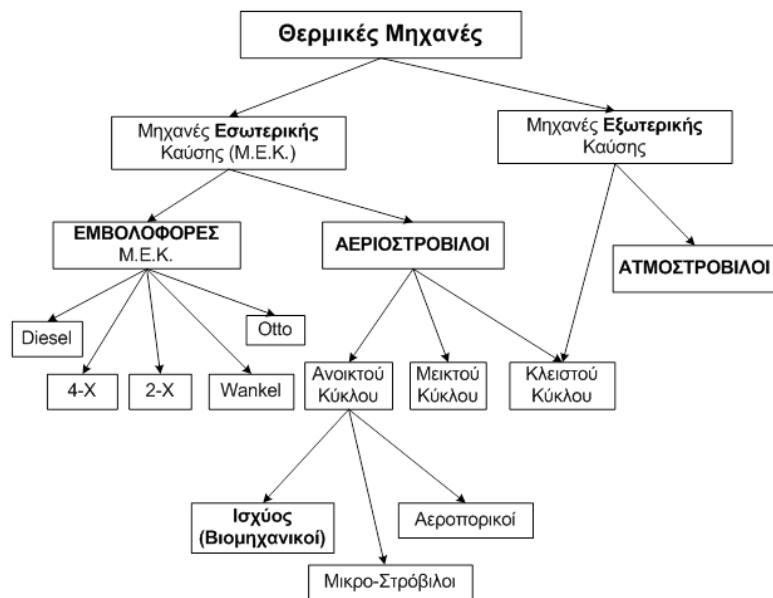 Θερμικές Μηχανές
Μηχανές Εσωτερικής
Καύσης (Μ.Ε.Κ.)
Μηχανές Εξωτερικής
Καύσης
ΕΜΒΟΛΟΦΟΡΕΣ
Μ.Ε.Κ.
ΑΕΡΙΟΣΤΡΟΒΙΛΟΙ
ΑΤΜΟΣΤΡΟΒΙΛΟΙ
Diesel
Otto
4-Χ
2-Χ
Wankel
Ανοικτού
Κύκλου
Μεικτού
Κύκλου
Κλειστού
Κύκλου
Ισχύος
(Βιομηχανικοί)
Αεροπορικοί
Μικρο-Στρόβιλοι